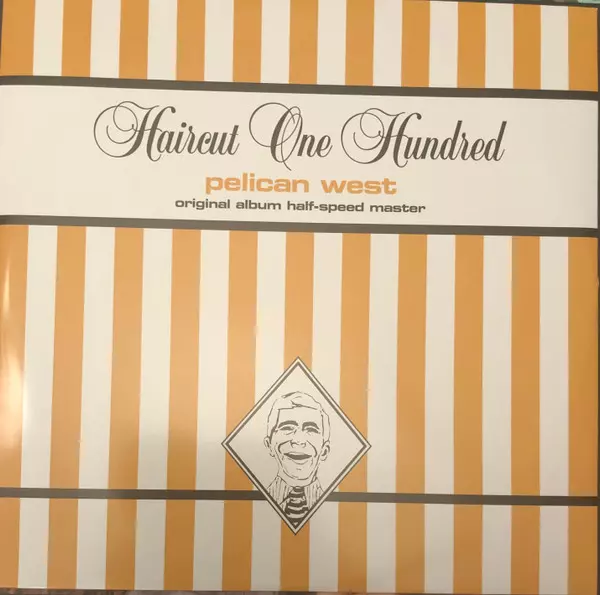 Haircut One Hundred
pelican west
original album half-speed master